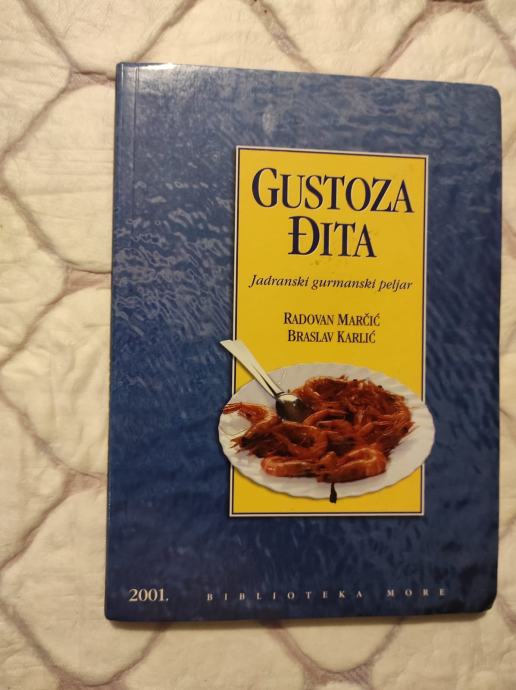 GUSTOZA
ĐITA
Jadranski gurmanski peljar
RADOVAN MARČIĆ
BRASLAV KARLIĆ
2001. BIBLIOTEKA MORE